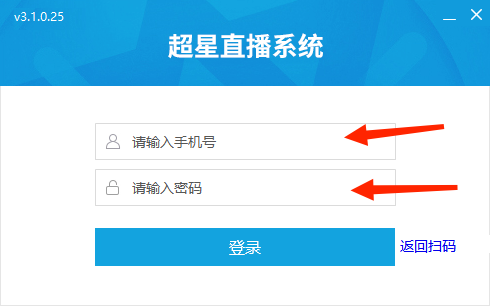 v3.1.0.25
超星直播系统
请输入手机号
请输入密码
登录
返回扫码